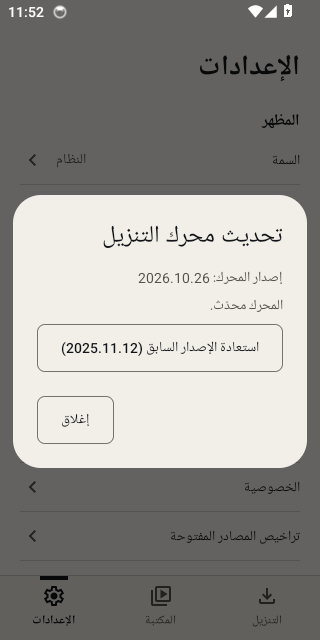 11:52
الإعدادات
المظهر
السمة
النظام
تحديث محرك التنزيل
إصدار المحرك: 2026.10.26
المحرك محدّث.
استعادة الإصدار السابق (2025.11.12)
إغلاق
الخصوصية
تراخيص المصادر المفتوحة
التنزيل
المكتبة
الإعدادات